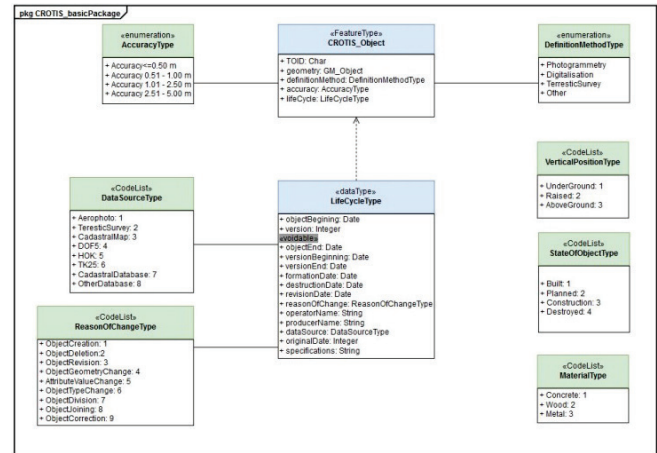 pkg CROTIS_basicPackage
«enumeration»
AccuracyType
+ Accuracy<=0.50 m
+ Accuracy 0.51 - 1.00 m
+ Accuracy 1.01 - 2.50 m
+ Accuracy 2.51 - 5.00 m
«FeatureType»
CROTIS_Object
+ TOID: Char
+ geometry: GM_Object
+ definitionMethod: DefinitionMethodType
+ accuracy: AccuracyType
+ lifeCycle: LifeCycleType
«enumeration»
DefinitionMethodType
+ Photogrammetry
+ Digitalisation
+ TerresticSurvey
+ Other
«CodeList»
VerticalPositionType
+ UnderGround: 1
+ Raised: 2
+ AboveGround: 3
«CodeList»
DataSourceType
+ Aerophoto: 1
+ TeresticSurvey: 2
+ CadastralMap: 3
+ DOF5: 4
+ HOK: 5
+ TK25: 6
+ CadastralDatabase: 7
+ OtherDatabase: 8
«dataType»
LifeCycleType
+ objectBegining: Date
+ version: Integer
«voidable»
+ objectEnd: Date
+ versionBeginning: Date
+ versionEnd: Date
+ formationDate: Date
+ destructionDate: Date
+ revisionDate: Date
+ reasonOfChange: ReasonOfChangeType
+ operatorName: String
+ producerName: String
+ dataSource: DataSourceType
+ originalDate: Integer
+ specifications: String
«CodeList»
StateOfObjectType
+ Built: 1
+ Planned: 2
+ Construction: 3
+ Destroyed: 4
«CodeList»
ReasonOfChangeType
+ ObjectCreation: 1
+ ObjectDeletion:2
+ ObjectRevision: 3
+ ObjectGeometryChange: 4
+ AttributeValueChange: 5
+ ObjectTypeChange: 6
+ ObjectDivision: 7
+ ObjectJoining: 8
+ ObjectCorrection: 9
«CodeList»
MaterialType
+ Concrete: 1
+ Wood: 2
+ Metal: 3